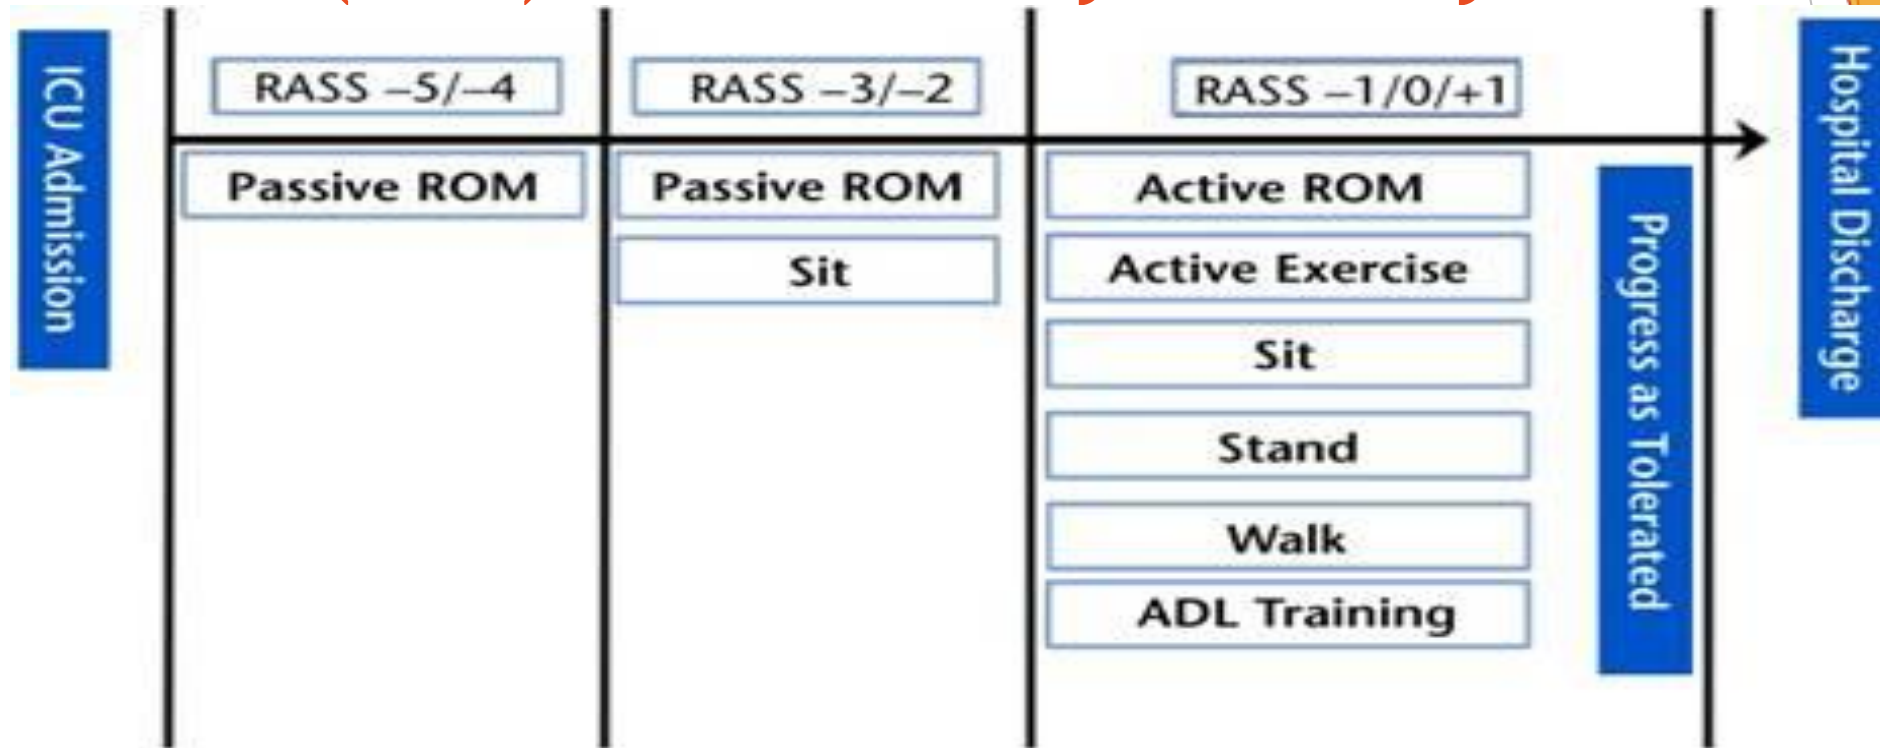 ICU Admission
RASS –5/–4
Passive ROM
RASS –3/–2
Passive ROM
Sit
RASS –1/0/+1
Active ROM
Active Exercise
Sit
Stand
Walk
ADL Training
Progress as Tolerated
Hospital Discharge